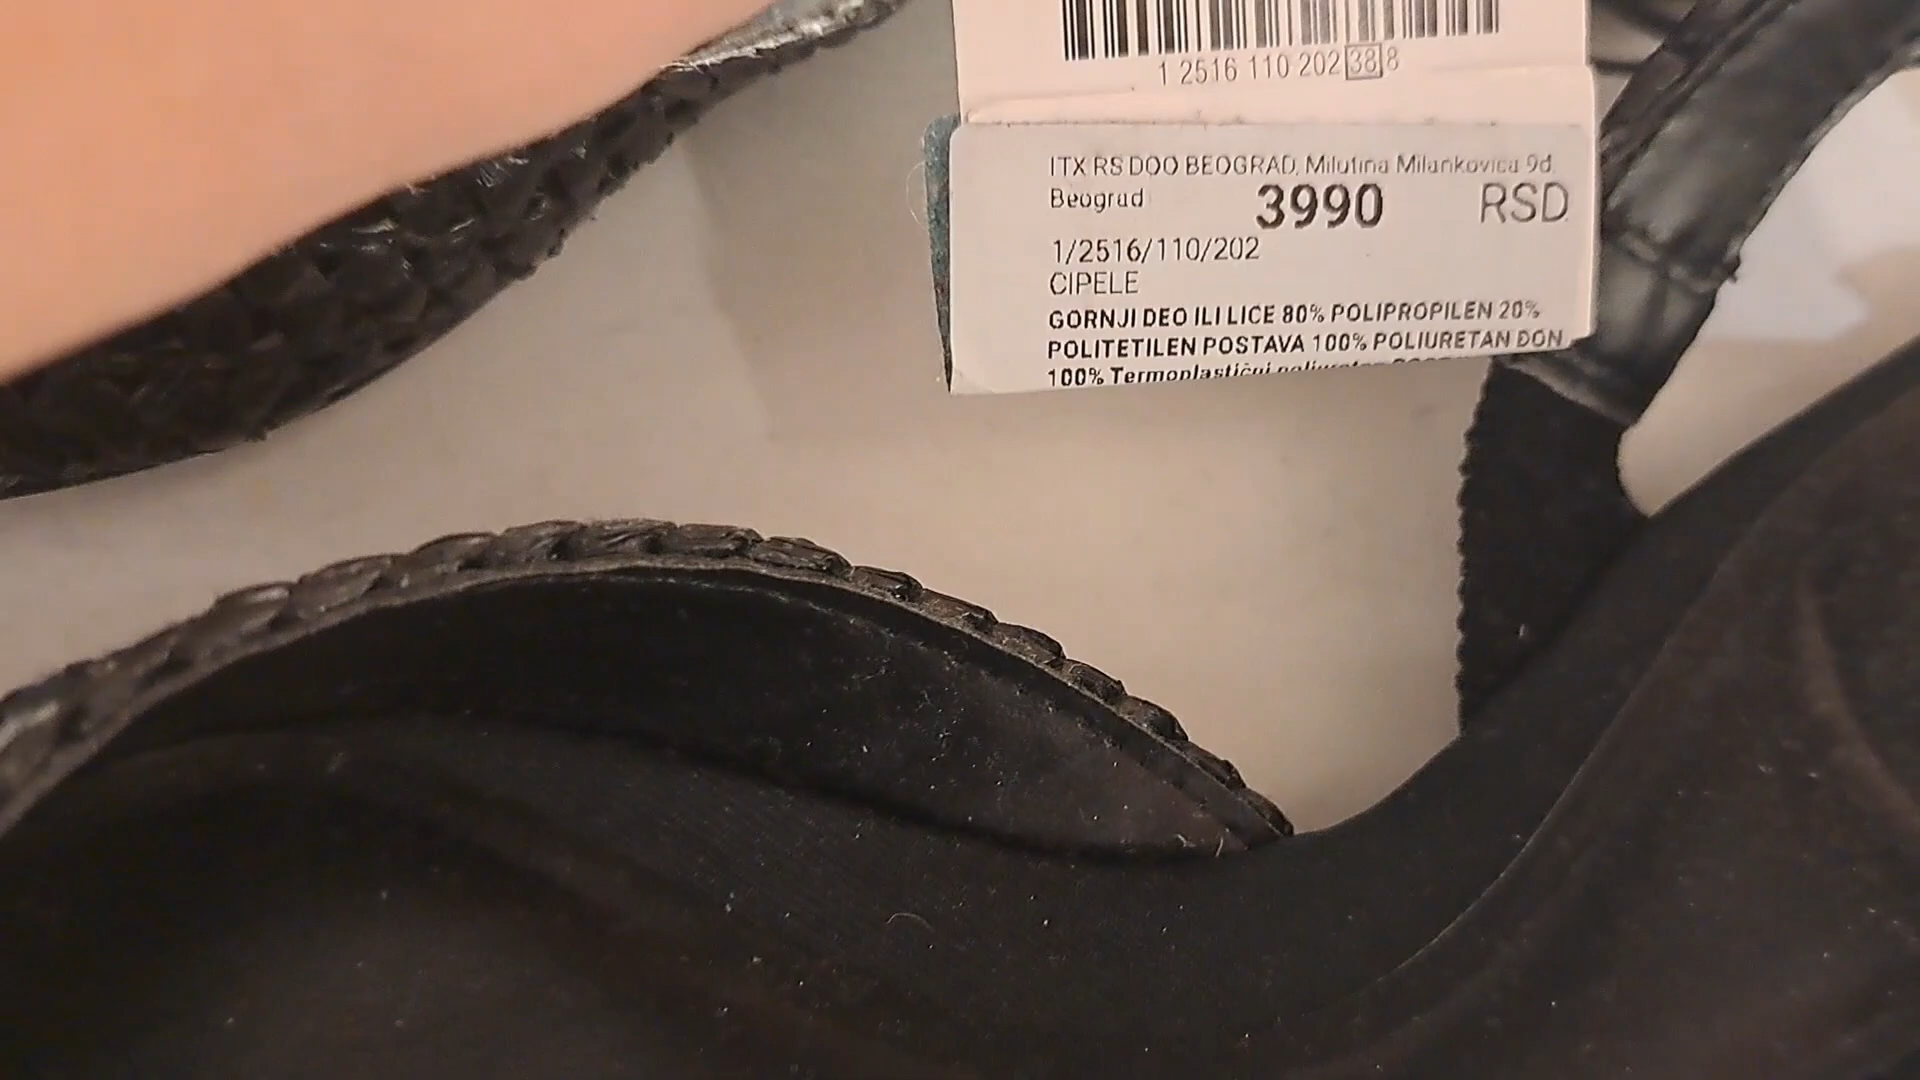 1 2516 110 202 38 8
ITX RS DOO BEOGRAD, Milutina Milankovica 9d,
Beograd 3990 RSD
1/2516/110/202
CIPELE
GORNJI DEO ILI LICE 80% POLIPROPILEN 20%
POLITETILEN POSTAVA 100% POLIURETAN DON
100% Termoplastični